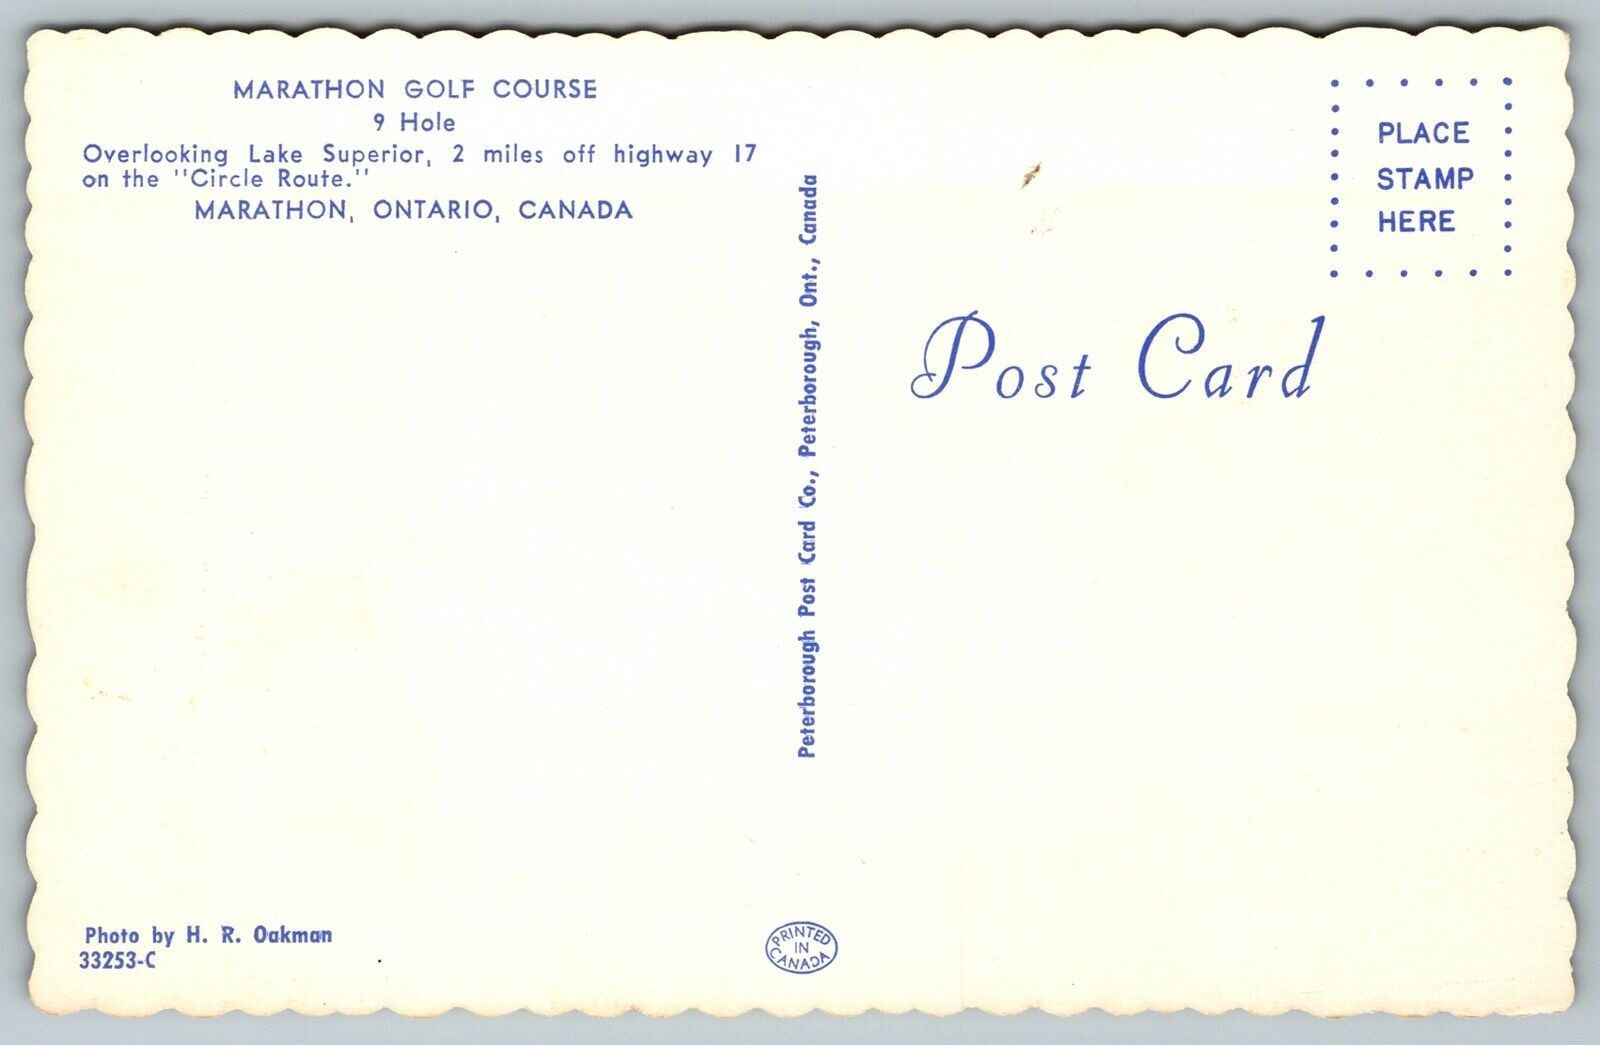 MARATHON GOLF COURSE
9 Hole
Overlooking Lake Superior, 2 miles off highway 17
on the "Circle Route."
MARATHON, ONTARIO, CANADA
Photo by H. R. Oakman
33253-C
Peterborough Post Card Co., Peterborough, Ont., Canada
PRINTED
IN
CANADA
PLACE
STAMP
HERE
Post Card